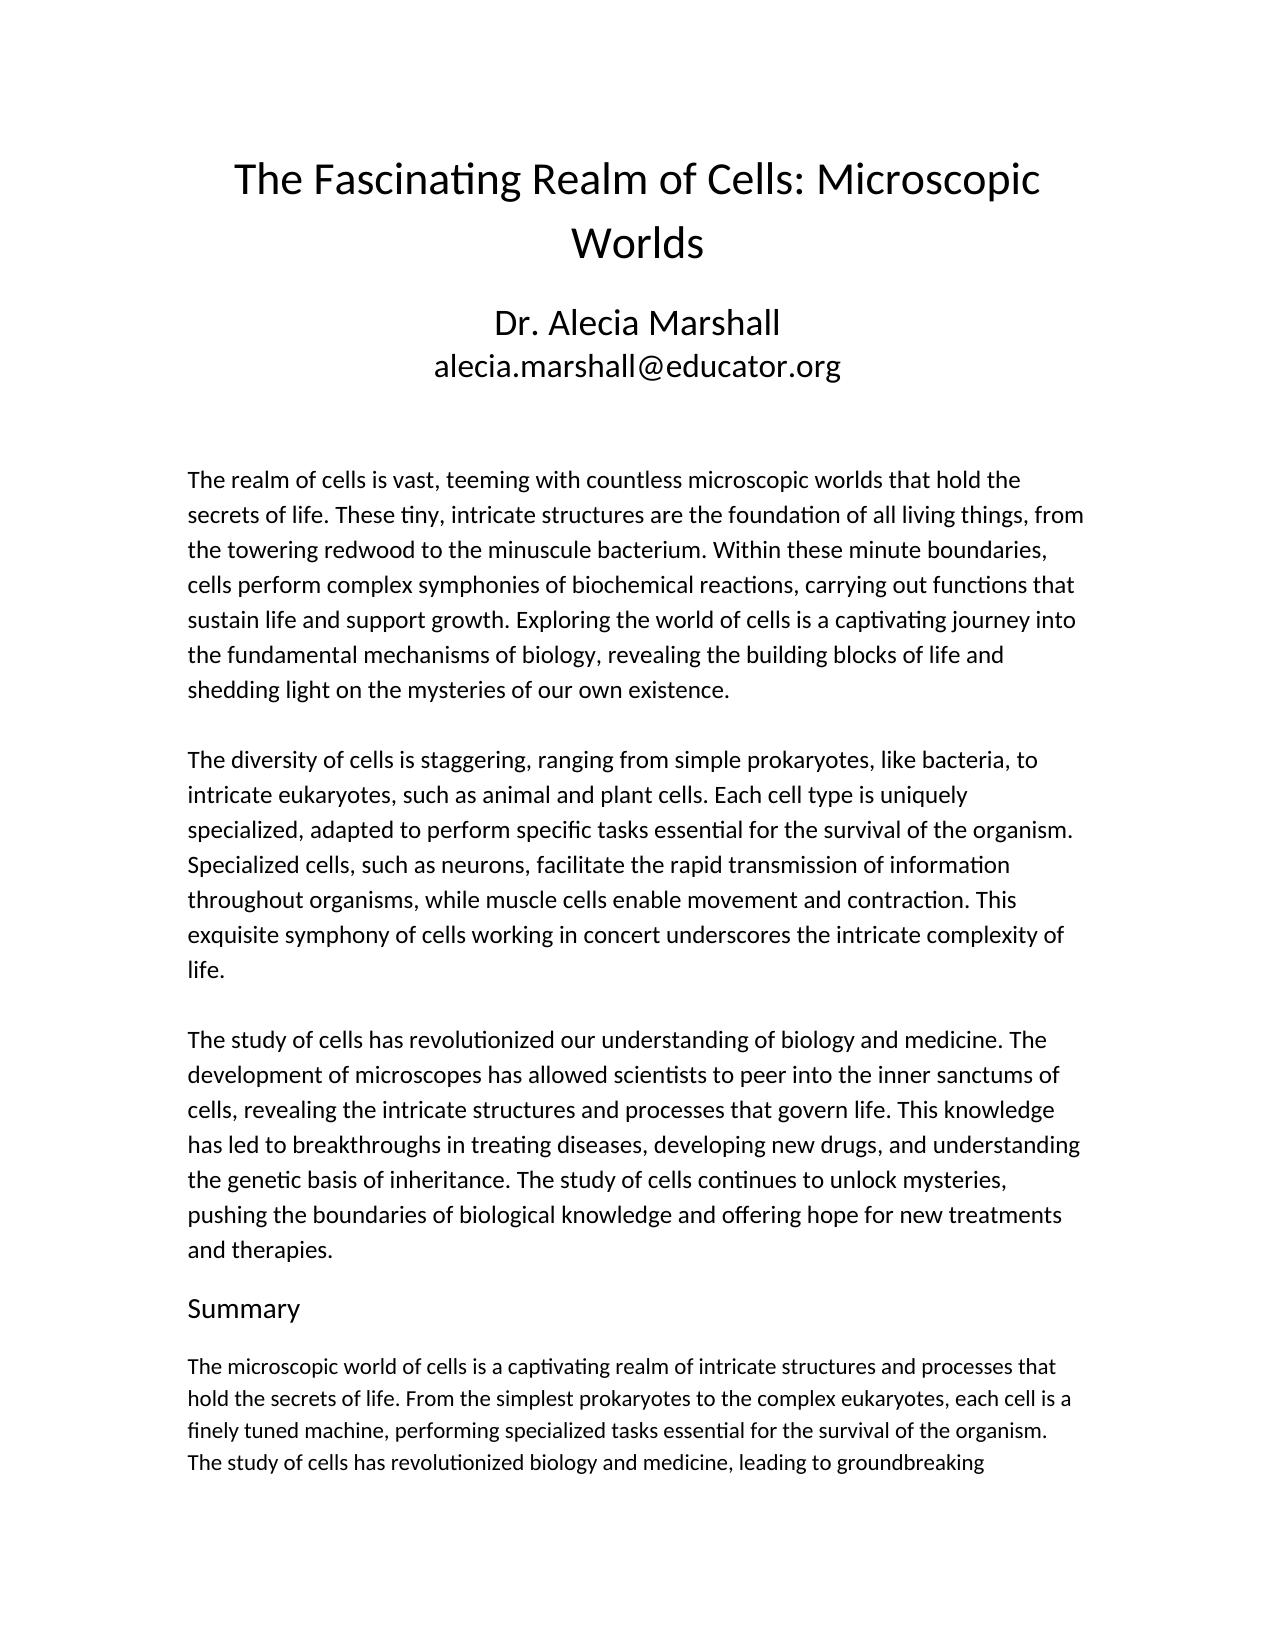 The Fascinating Realm of Cells: Microscopic
Worlds
Dr. Alecia Marshall
alecia.marshall@educator.org
The realm of cells is vast, teeming with countless microscopic worlds that hold the
secrets of life. These tiny, intricate structures are the foundation of all living things, from
the towering redwood to the minuscule bacterium. Within these minute boundaries,
cells perform complex symphonies of biochemical reactions, carrying out functions that
sustain life and support growth. Exploring the world of cells is a captivating journey into
the fundamental mechanisms of biology, revealing the building blocks of life and
shedding light on the mysteries of our own existence.
The diversity of cells is staggering, ranging from simple prokaryotes, like bacteria, to
intricate eukaryotes, such as animal and plant cells. Each cell type is uniquely
specialized, adapted to perform specific tasks essential for the survival of the organism.
Specialized cells, such as neurons, facilitate the rapid transmission of information
throughout organisms, while muscle cells enable movement and contraction. This
exquisite symphony of cells working in concert underscores the intricate complexity of
life.
The study of cells has revolutionized our understanding of biology and medicine. The
development of microscopes has allowed scientists to peer into the inner sanctums of
cells, revealing the intricate structures and processes that govern life. This knowledge
has led to breakthroughs in treating diseases, developing new drugs, and understanding
the genetic basis of inheritance. The study of cells continues to unlock mysteries,
pushing the boundaries of biological knowledge and offering hope for new treatments
and therapies.
Summary
The microscopic world of cells is a captivating realm of intricate structures and processes that
hold the secrets of life. From the simplest prokaryotes to the complex eukaryotes, each cell is a
finely tuned machine, performing specialized tasks essential for the survival of the organism.
The study of cells has revolutionized biology and medicine, leading to groundbreaking